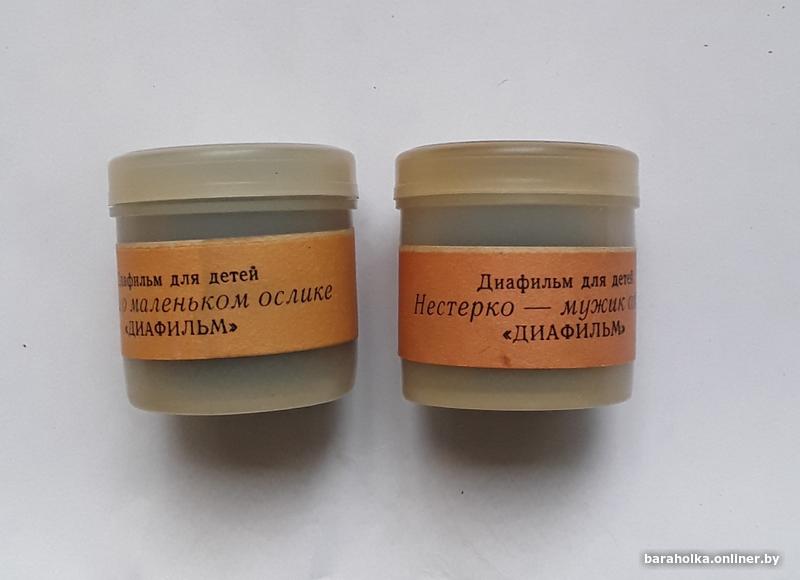 Диафильм для детей
о маленьком ослике
«ДИАФИЛЬМ»
Диафильм для детей
Нестерко — мужик
«ДИАФИЛЬМ»
baraholka.onliner.by